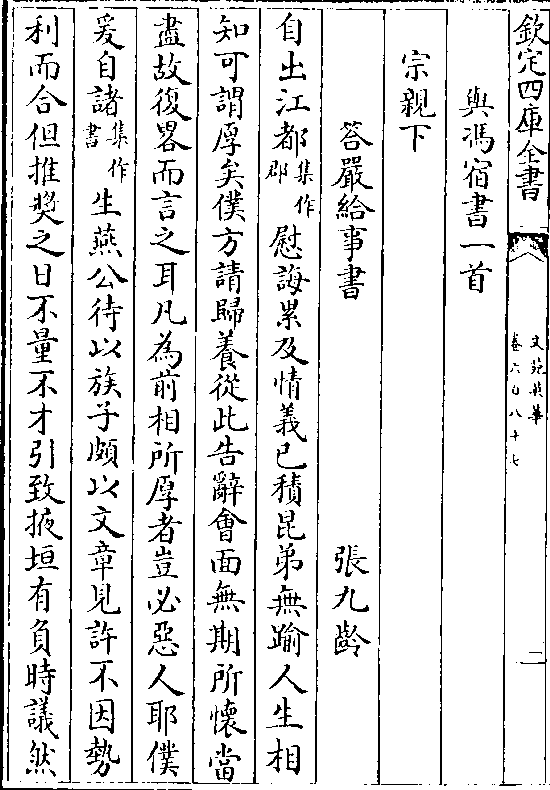 欽定四庫全書
文苑英華
卷六百八十七
二
與馮宿書一首
宗親下
荅嚴給事書 張九齡
自出江都集作郡慰誨累及情義已積昆弟無踰人生相
知可謂厚矣僕方請歸養從此告辭會面無期所懷當
盡故復畧而言之耳凡為前相所厚者豈必惡人耶僕
爰自諸集作書生燕公待以族子頗以文章見許不因勢
利而合但推奬之日不量不才引致掖垣有負時議然